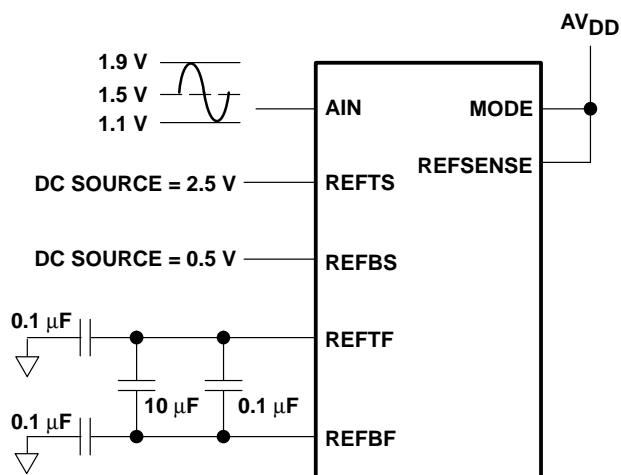 AVDD
1.9 V
1.5 V
1.1 V
AIN
MODE
REFSENSE
DC SOURCE = 2.5 V
REFTS
DC SOURCE = 0.5 V
REFBS
0.1 μF
REFTF
10 μF
0.1 μF
0.1 μF
REFBF